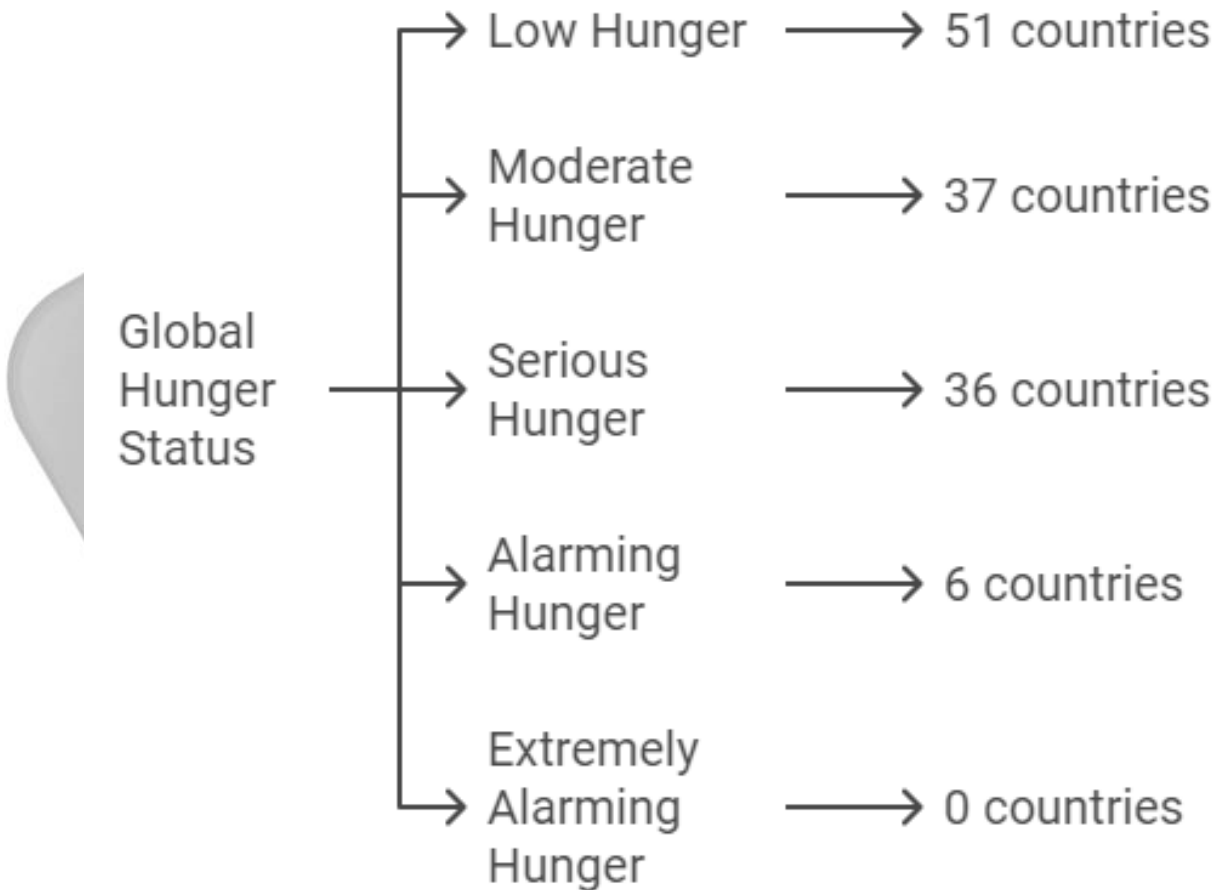 Low Hunger
51 countries
Moderate
Hunger
37 countries
Global
Hunger
Status
Serious
Hunger
36 countries
Alarming
Hunger
6 countries
Extremely
Alarming
Hunger
0 countries